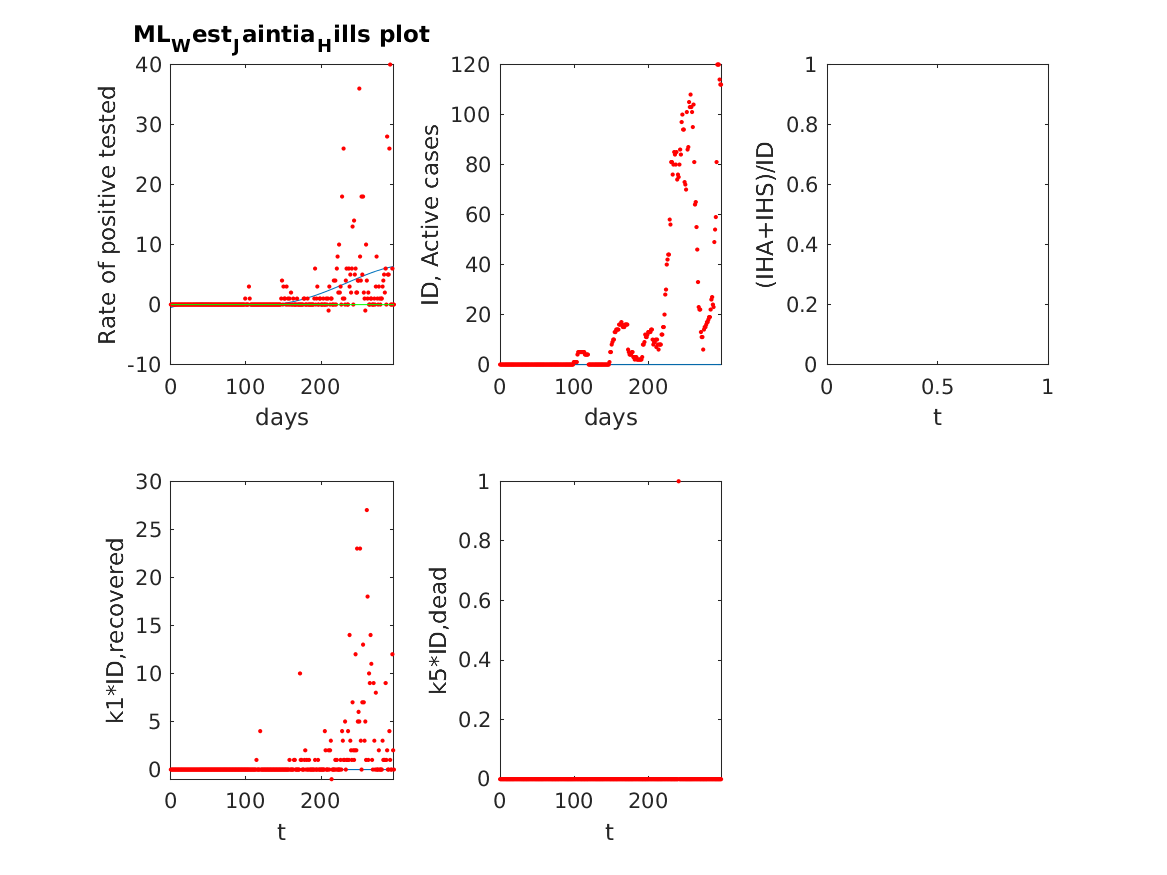 ML_West_Jaintia_Hills plot
Rate of positive tested
40
30
20
10
0
-10
0 100 200
days
ID, Active cases
120
100
80
60
40
20
0
0 100 200
days
(IHA+IHS)/ID
1
0.8
0.6
0.4
0.2
0
0 0.5 1
t
k1*ID,recovered
30
25
20
15
10
5
0
0 100 200
t
k5*ID,dead
1
0.8
0.6
0.4
0.2
0
0 100 200
t